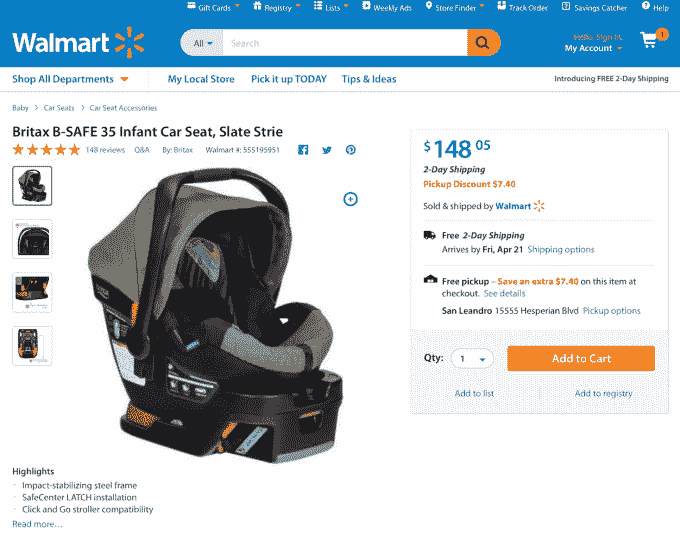 Gift Cards Registry Lists Weekly Ads Store Finder Track Order Savings Catcher Help
Walmart
All
Search
Sign In
My Account
1
Shop All Departments
My Local Store Pick it up TODAY Tips & Ideas
Introducing FREE 2-Day Shipping
Baby > Car Seats > Car Seat Accessories
Britax B-SAFE 35 Infant Car Seat, Slate Strie
148 reviews Q&A By: Britax Walmart #: 555195951
$148.05
2-Day Shipping
Pickup Discount $7.40
Sold & shipped by Walmart
Free 2-Day Shipping
Arrives by Fri, Apr 21 Shipping options
Free pickup – Save an extra $7.40 on this item at
checkout. See details
San Leandro 15555 Hesperian Blvd Pickup options
Qty: 1
Add to Cart
Add to list
Add to registry
Highlights
· Impact-stabilizing steel frame
· SafeCenter LATCH installation
· Click and Go stroller compatibility
Read more...